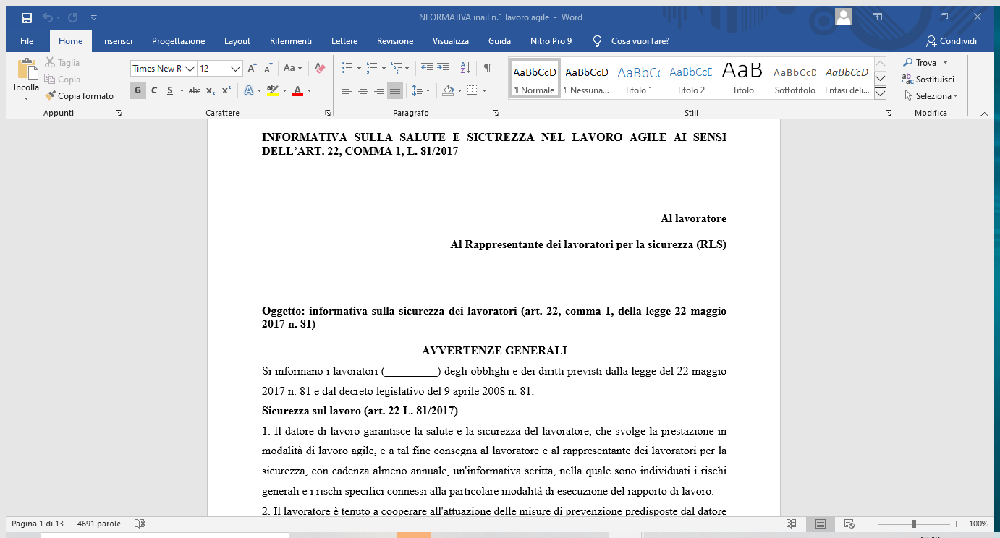 INFORMATIVA inail n.1 lavoro agile - Word
File Home Inserisci Progettazione Layout Riferimenti Lettere Revisione Visualizza Guida Nitro Pro 9 Cosa vuoi fare? Condividi
Incolla
Taglia
Copia
Copia formato
Appunti
Times New R 12 Aa
G C S abc x₂ x²
Carattere
Paragrafo
AaBbCcD AaBbCcD AaBbCc AaBbCcC AaB AaBbCcD AaBbCcD
¶ Normale ¶ Nessuna... Titolo 1 Titolo 2 Titolo Sottotitolo Enfasi deli...
Stili
Trova
Sostituisci
Seleziona
Modifica
INFORMATIVA SULLA SALUTE E SICUREZZA NEL LAVORO AGILE AI SENSI
DELL’ART. 22, COMMA 1, L. 81/2017
Al lavoratore
Al Rappresentante dei lavoratori per la sicurezza (RLS)
Oggetto: informativa sulla sicurezza dei lavoratori (art. 22, comma 1, della legge 22 maggio
2017 n. 81)
AVVERTENZE GENERALI
Si informano i lavoratori (__________) degli obblighi e dei diritti previsti dalla legge del 22 maggio
2017 n. 81 e dal decreto legislativo del 9 aprile 2008 n. 81.
Sicurezza sul lavoro (art. 22 L. 81/2017)
1. Il datore di lavoro garantisce la salute e la sicurezza del lavoratore, che svolge la prestazione in
modalità di lavoro agile, e a tal fine consegna al lavoratore e al rappresentante dei lavoratori per la
sicurezza, con cadenza almeno annuale, un'informativa scritta, nella quale sono individuati i rischi
generali e i rischi specifici connessi alla particolare modalità di esecuzione del rapporto di lavoro.
2. Il lavoratore è tenuto a cooperare all'attuazione delle misure di prevenzione predisposte dal datore
Pagina 1 di 13 4691 parole 100%